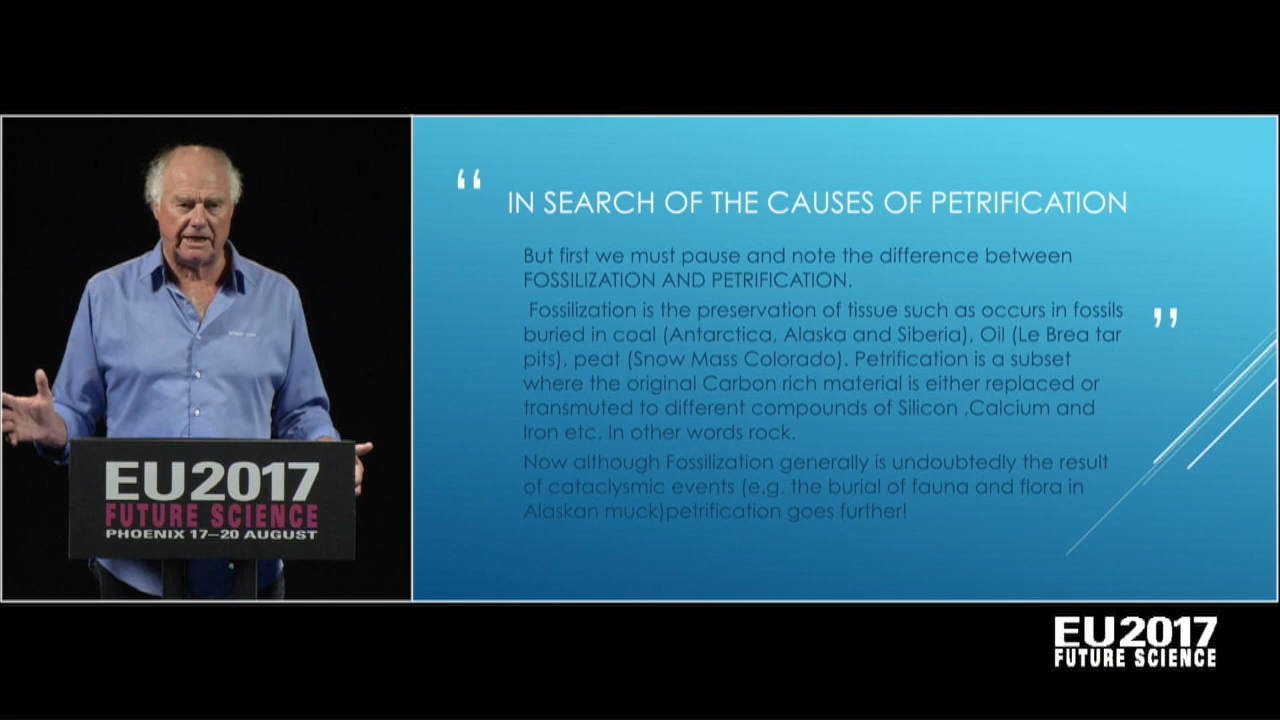 “
IN SEARCH OF THE CAUSES OF PETRIFICATION
But first we must pause and note the difference between
FOSSILIZATION AND PETRIFICATION.
Fossilization is the preservation of tissue such as occurs in fossils
buried in coal (Antarctica, Alaska and Siberia), Oil (Le Brea tar
pits), peat (Snow Mass Colorado). Petrification is a subset
where the original Carbon rich material is either replaced or
transmuted to different compounds of Silicon ,Calcium and
Iron etc. In other words rock.
”
Now although Fossilization generally is undoubtedly the result
of cataclysmic events (e.g. the burial of fauna and flora in
Alaskan muck)petrification goes further!
EU2017
FUTURE SCIENCE
PHOENIX 17–20 AUGUST
EU2017
FUTURE SCIENCE